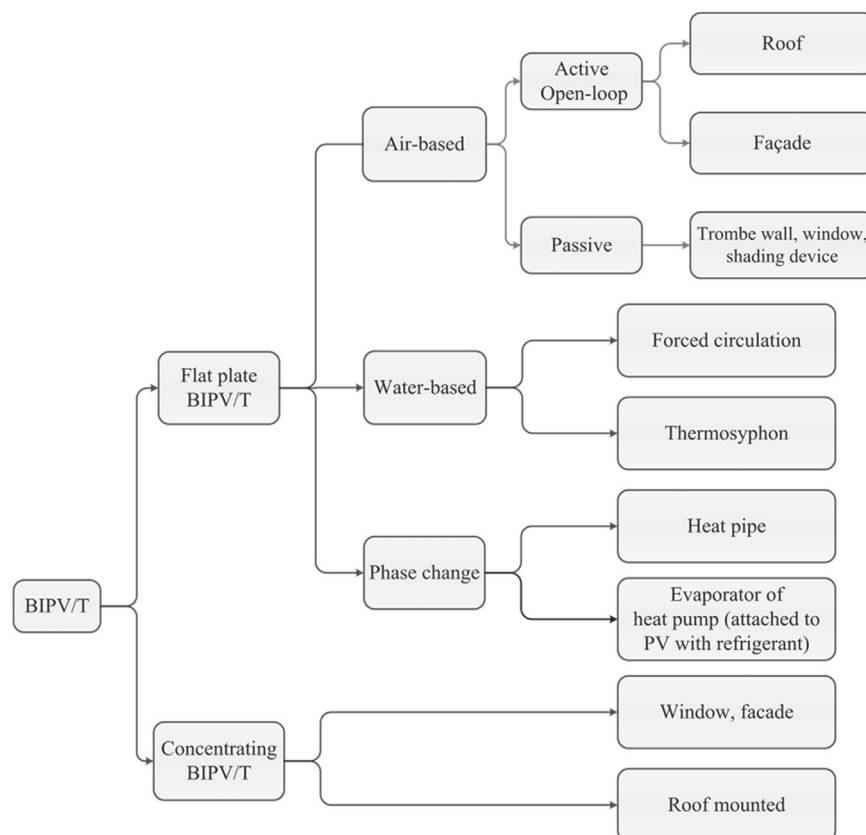 Roof
Active
Open-loop
Air-based
Façade
Passive
Trombe wall, window,
shading device
Forced circulation
Flat plate
BIPV/T
Water-based
Thermosyphon
Heat pipe
Phase change
BIPV/T
Evaporator of
heat pump (attached to
PV with refrigerant)
Window, facade
Concentrating
BIPV/T
Roof mounted